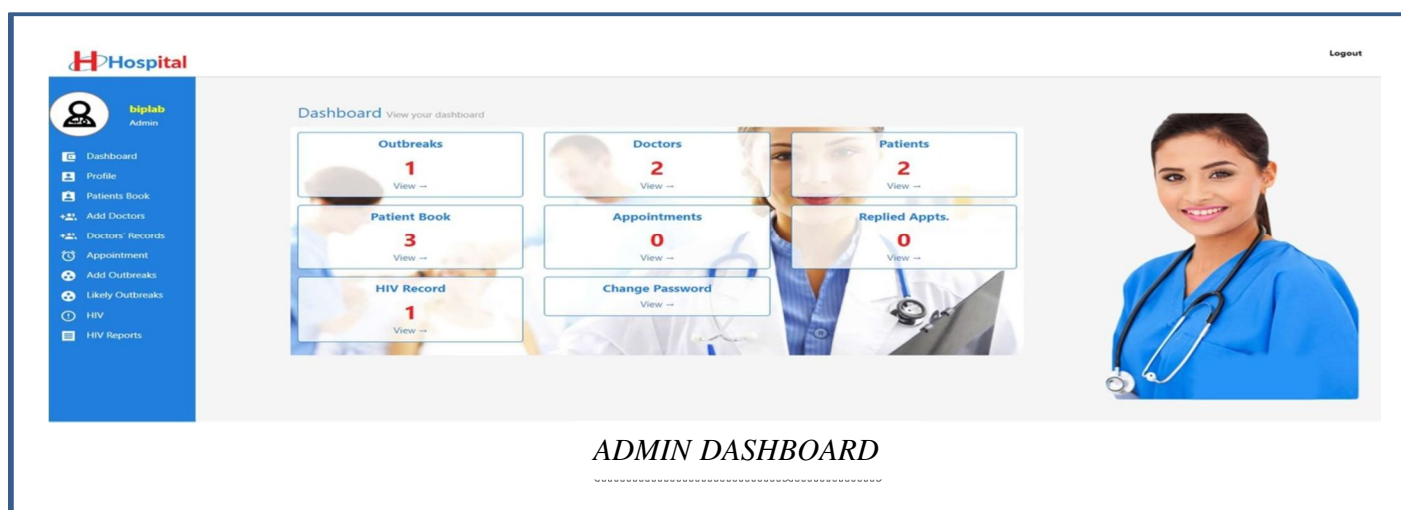 Hospital
Logout
biplab
Admin
Dashboard
Profile
Patients Book
Add Doctors
Doctors' Records
Appointment
Add Outbreaks
Likely Outbreaks
HIV
HIV Reports
Dashboard View your dashboard
Outbreaks
1
View →
Doctors
2
View →
Patients
2
View →
Patient Book
3
View →
Appointments
0
View →
Replied Appts.
0
View →
HIV Record
1
View →
Change Password
View →
ADMIN DASHBOARD